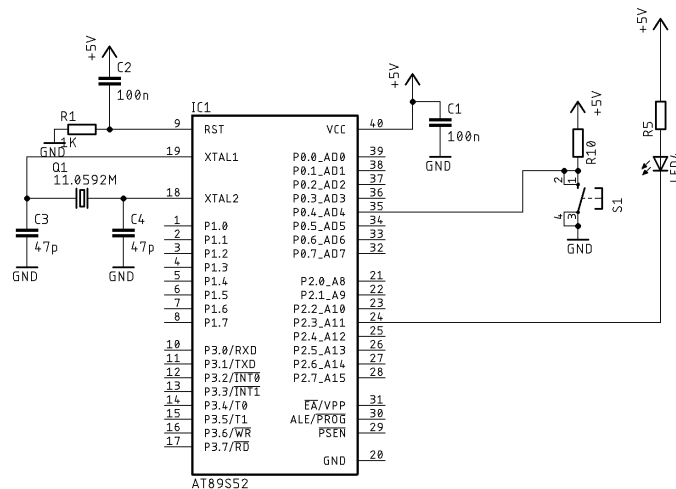 +5V
C2
100n
R1
1K
GND
Q1
11.0592M
C3
47p
GND
C4
47p
GND
IC1
9 RST
19 XTAL1
18 XTAL2
1 P1.0
2 P1.1
3 P1.2
4 P1.3
5 P1.4
6 P1.5
7 P1.6
8 P1.7
10 P3.0/RXD
11 P3.1/TXD
12 P3.2/INT0
13 P3.3/INT1
14 P3.4/T0
15 P3.5/T1
16 P3.6/WR
17 P3.7/RD
VCC 40
P0.0_AD0 39
P0.1_AD1 38
P0.2_AD2 37
P0.3_AD3 36
P0.4_AD4 35
P0.5_AD5 34
P0.6_AD6 33
P0.7_AD7 32
P2.0_A8 21
P2.1_A9 22
P2.2_A10 23
P2.3_A11 24
P2.4_A12 25
P2.5_A13 26
P2.6_A14 27
P2.7_A15 28
EA/VPP 31
ALE/PROG 30
PSEN 29
GND 20
AT89S52
+5V
C1
100n
GND
+5V
R10
2 1
4 3
S1
GND
+5V
R5